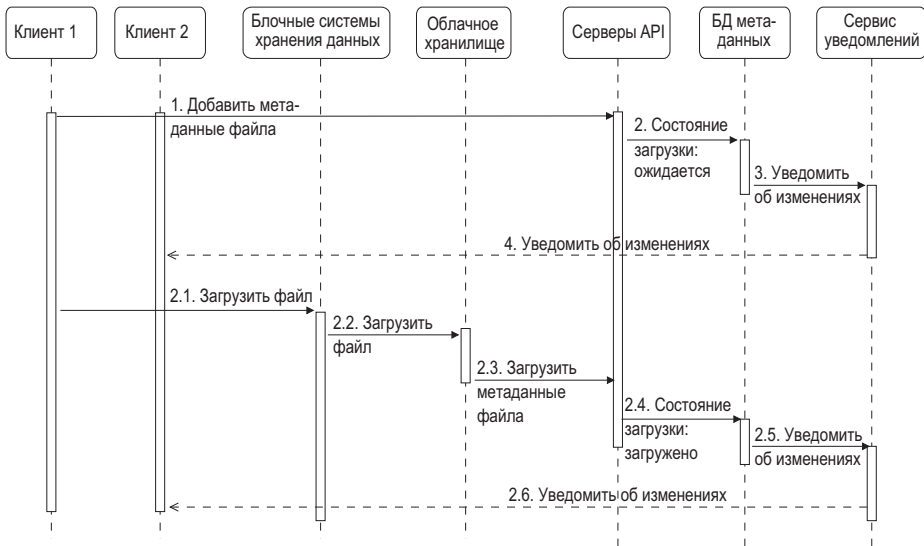 Клиент 1
Клиент 2
Блочные системы
хранения данных
Облачное
хранилище
Серверы API
БД мета-
данных
Сервис
уведомлений
1. Добавить мета-
данные файла
2. Состояние
загрузки:
ожидается
3. Уведомить
об изменениях
4. Уведомить об изменениях
2.1. Загрузить файл
2.2. Загрузить
файл
2.3. Загрузить
метаданные
файла
2.4. Состояние
загрузки:
загружено
2.5. Уведомить
об изменениях
2.6. Уведомить об изменениях